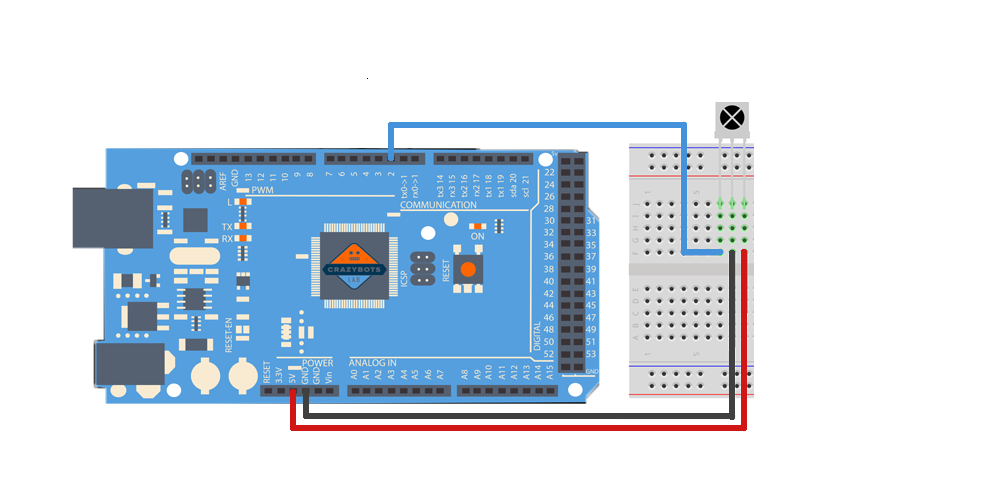 AREF
GND
13
12
11
10
9
8
7
6
5
4
3
2
tx0->1
rx0->1
tx3 14
rx3 15
tx2 16
rx2 17
tx1 18
rx1 19
sda 20
scl 21
PWM
COMMUNICATION
L
TX
RX
ON
CRAZYBOTS
LAB
ICSP
RESET
RESET-EN
22
24
26
28
30 31
32 33
34 35
36 37
38 39
40 41
42 43
44 45
46 47
48 49
50 51
52 53
GND
DIGITAL
POWER
ANALOG IN
RESET
3.3V
5V
GND
GND
Vin
A0
A1
A2
A3
A4
A5
A6
A7
A8
A9
A10
A11
A12
A13
A14
A15
1 5
J
I
H
G
F
E
D
C
B
A
1 5